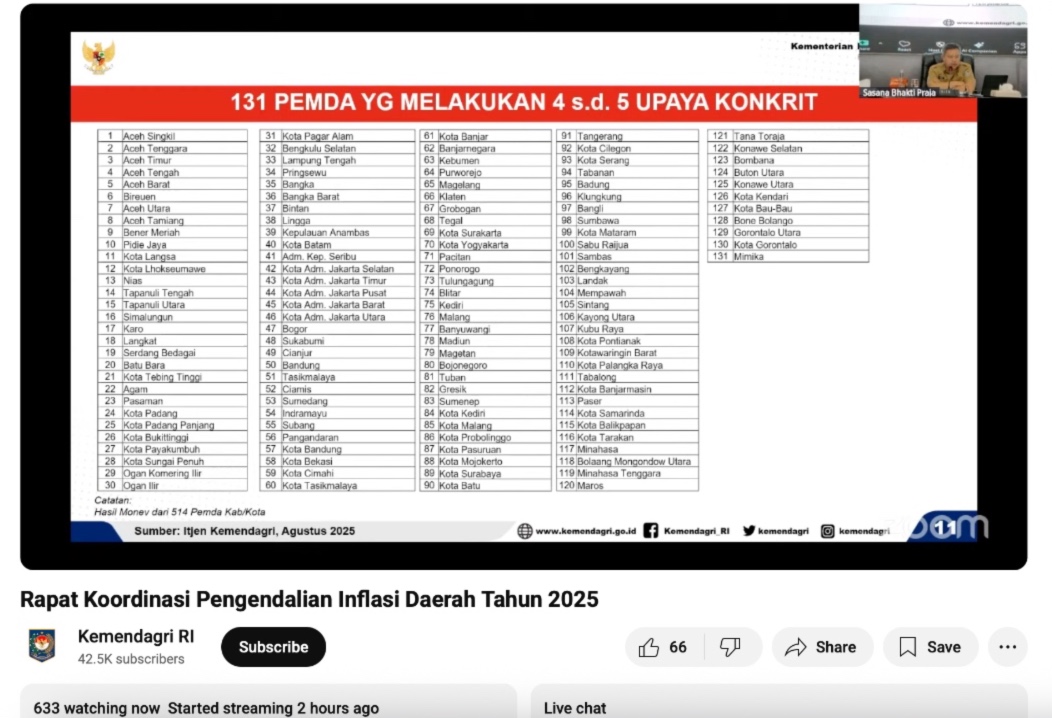 Kementerian
www.kemendagri.go
Sasana Bhakti Praja
131 PEMDA YG MELAKUKAN 4 s.d. 5 UPAYA KONKRIT
1 Aceh Singkil
2 Aceh Tenggara
3 Aceh Timur
4 Aceh Tengah
5 Aceh Barat
6 Bireuen
7 Aceh Utara
8 Aceh Tamiang
9 Bener Meriah
10 Pidie Jaya
11 Kota Langsa
12 Kota Lhokseumawe
13 Nias
14 Tapanuli Tengah
15 Tapanuli Utara
16 Simalungun
17 Karo
18 Langkat
19 Serdang Bedagai
20 Batu Bara
21 Kota Tebing Tinggi
22 Agam
23 Pasaman
24 Kota Padang
25 Kota Padang Panjang
26 Kota Bukittinggi
27 Kota Payakumbuh
28 Kota Sungai Penuh
29 Ogan Komering Ilir
30 Ogan Ilir
31 Kota Pagar Alam
32 Bengkulu Selatan
33 Lampung Tengah
34 Pringsewu
35 Bangka
36 Bangka Barat
37 Bintan
38 Lingga
39 Kepulauan Anambas
40 Kota Batam
41 Adm. Kep. Seribu
42 Kota Adm. Jakarta Selatan
43 Kota Adm. Jakarta Timur
44 Kota Adm. Jakarta Pusat
45 Kota Adm. Jakarta Barat
46 Kota Adm. Jakarta Utara
47 Bogor
48 Sukabumi
49 Cianjur
50 Bandung
51 Tasikmalaya
52 Ciamis
53 Sumedang
54 Indramayu
55 Subang
56 Pangandaran
57 Kota Bandung
58 Kota Bekasi
59 Kota Cimahi
60 Kota Tasikmalaya
61 Kota Banjar
62 Banjarnegara
63 Kebumen
64 Purworejo
65 Magelang
66 Klaten
67 Grobogan
68 Tegal
69 Kota Surakarta
70 Kota Yogyakarta
71 Pacitan
72 Ponorogo
73 Tulungagung
74 Blitar
75 Kediri
76 Malang
77 Banyuwangi
78 Madiun
79 Magetan
80 Bojonegoro
81 Tuban
82 Gresik
83 Sumenep
84 Kota Kediri
85 Kota Malang
86 Kota Probolinggo
87 Kota Pasuruan
88 Kota Mojokerto
89 Kota Surabaya
90 Kota Batu
91 Tangerang
92 Kota Cilegon
93 Kota Serang
94 Tabanan
95 Badung
96 Klungkung
97 Bangli
98 Sumbawa
99 Kota Mataram
100 Sabu Raijua
101 Sambas
102 Bengkayang
103 Landak
104 Mempawah
105 Sintang
106 Kayong Utara
107 Kubu Raya
108 Kota Pontianak
109 Kotawaringin Barat
110 Kota Palangka Raya
111 Tabalong
112 Kota Banjarmasin
113 Paser
114 Kota Samarinda
115 Kota Balikpapan
116 Kota Tarakan
117 Minahasa
118 Bolaang Mongondow Utara
119 Minahasa Tenggara
120 Maros
121 Tana Toraja
122 Konawe Selatan
123 Bombana
124 Buton Utara
125 Konawe Utara
126 Kota Kendari
127 Kota Bau-Bau
128 Bone Bolango
129 Gorontalo Utara
130 Kota Gorontalo
131 Mimika
Catatan:
Hasil Monev dari 514 Pemda Kab/Kota
Sumber: Itjen Kemendagri, Agustus 2025
www.kemendagri.go.id Kemendagri_RI kemendagri kemendagri
zoom
11
Rapat Koordinasi Pengendalian Inflasi Daerah Tahun 2025
Kemendagri RI
42.5K subscribers
Subscribe
66
Share
Save
633 watching now Started streaming 2 hours ago
Live chat